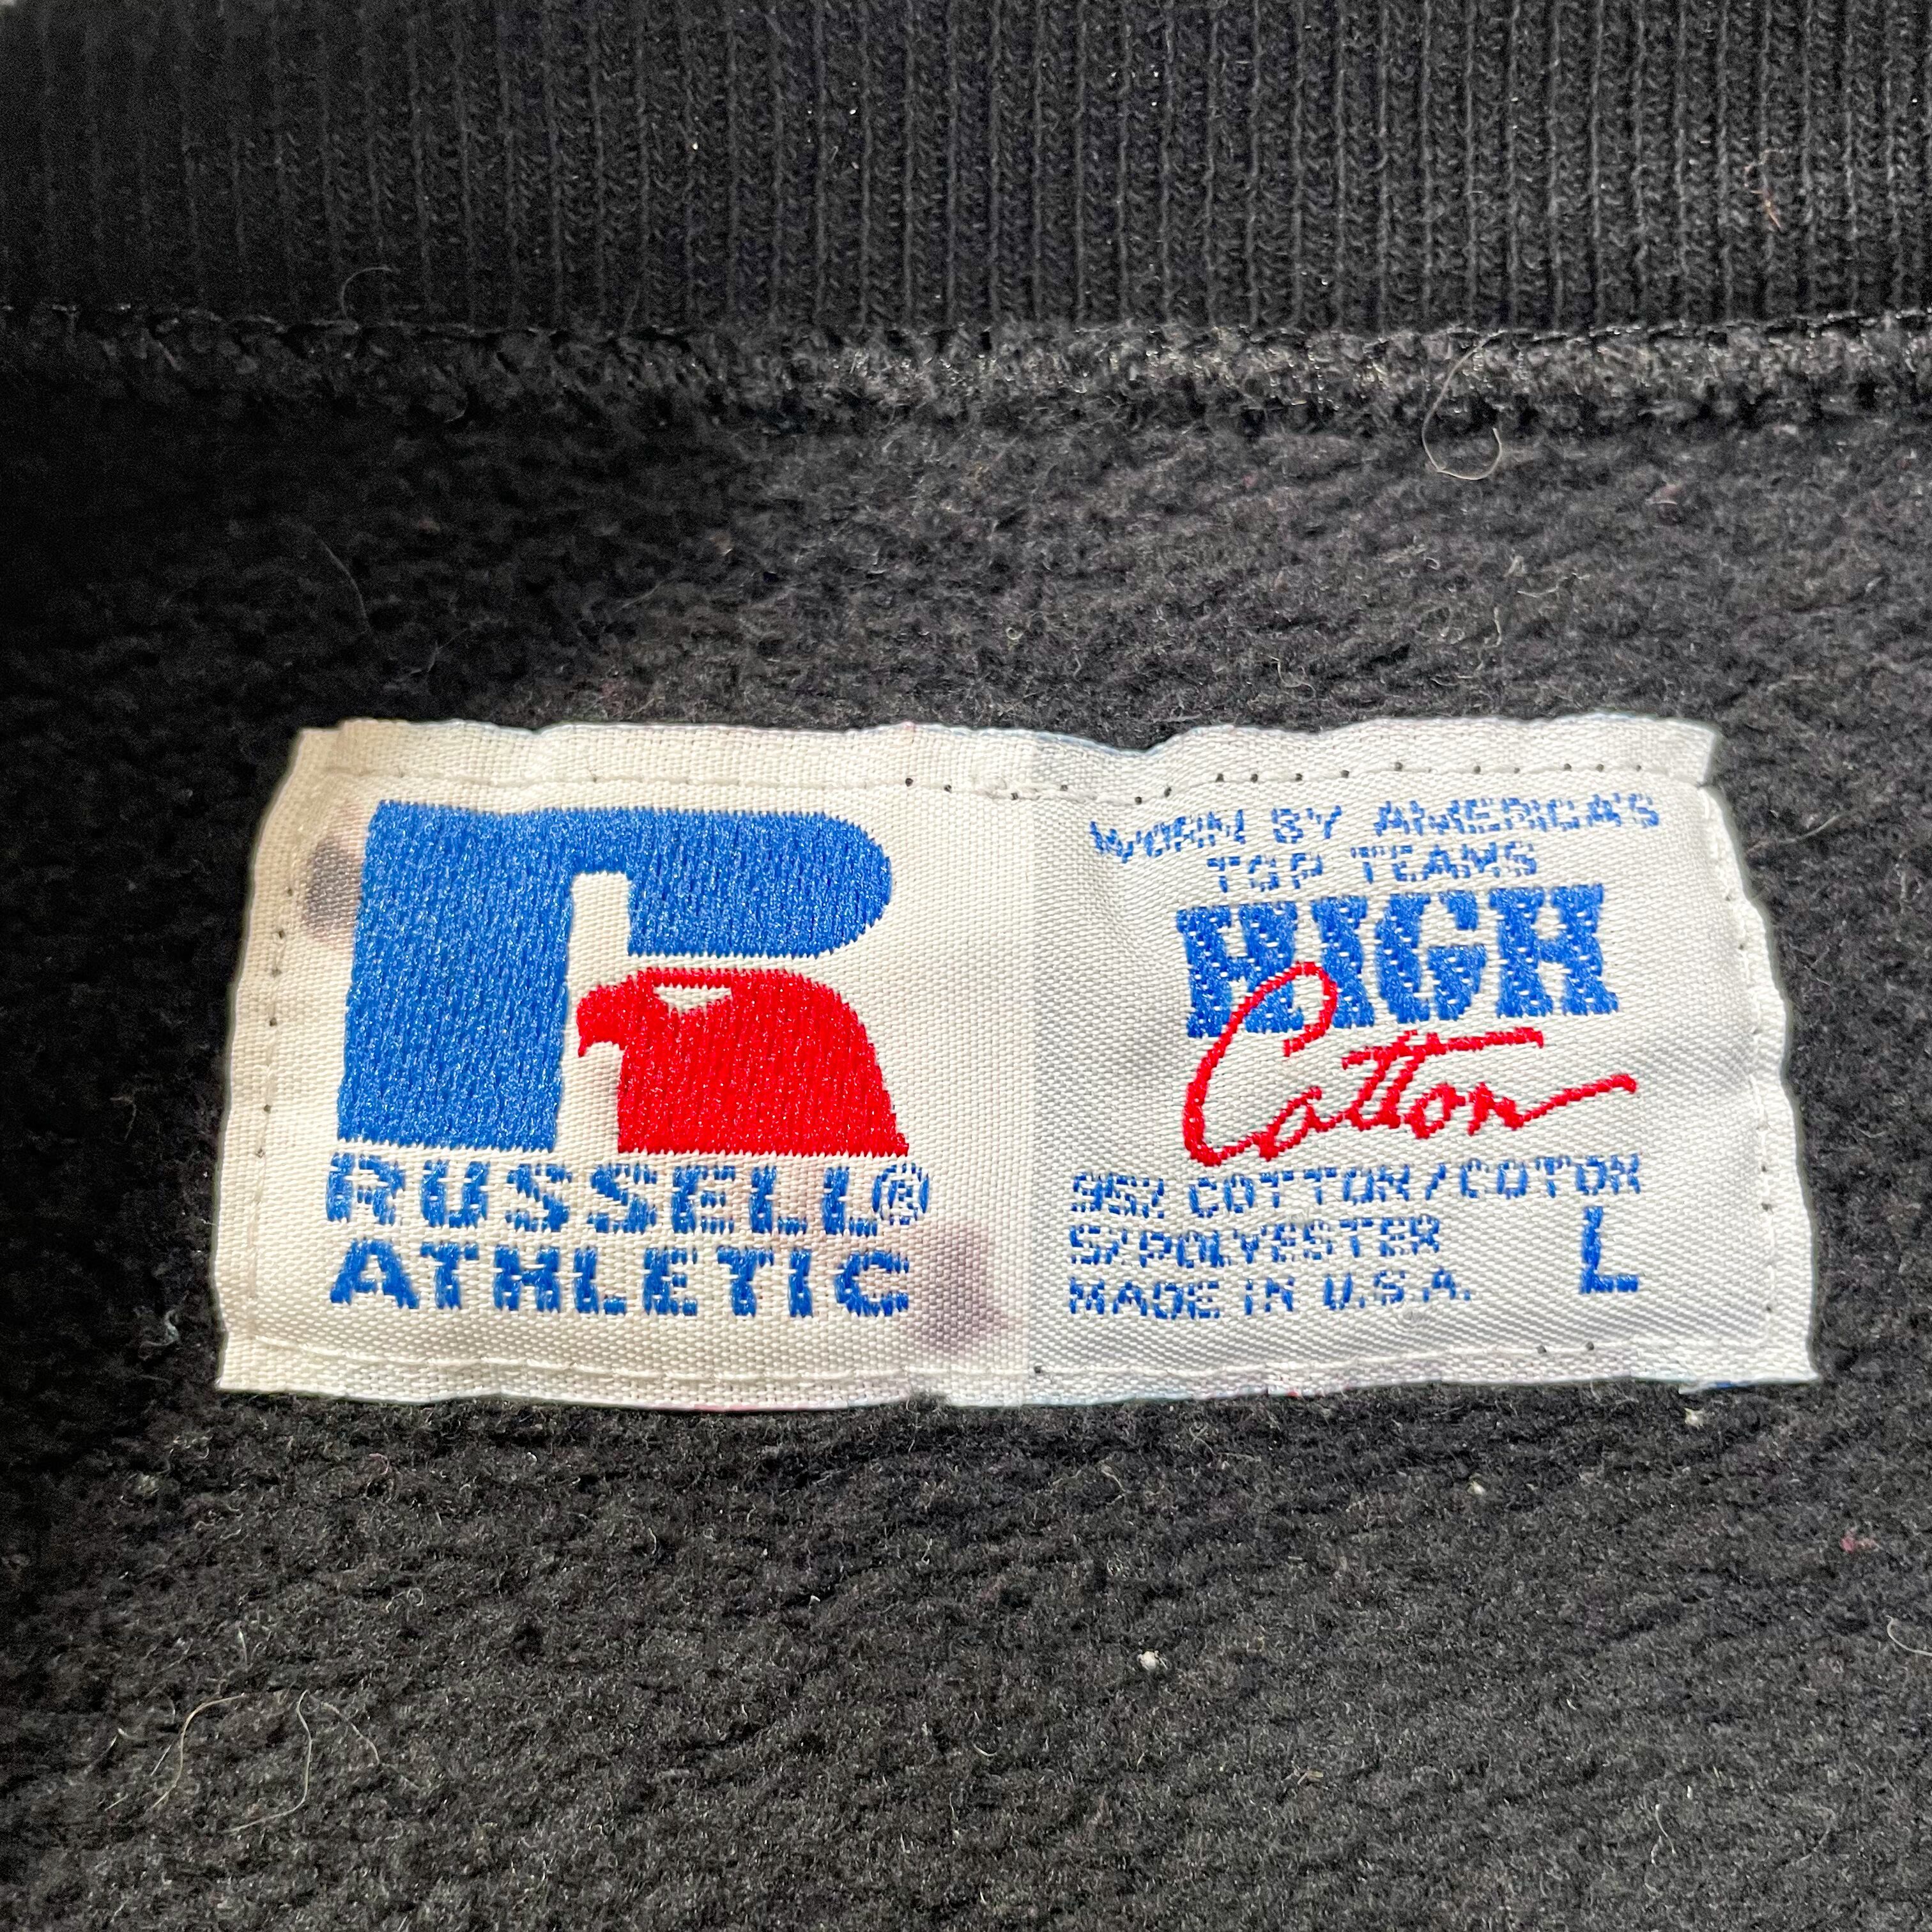 RUSSELL®
ATHLETIC
WORN BY AMERICA'S
TOP TEAMS
HIGH
Cotton
95% COTTON/COTON
5% POLYESTER
MADE IN U.S.A.
L